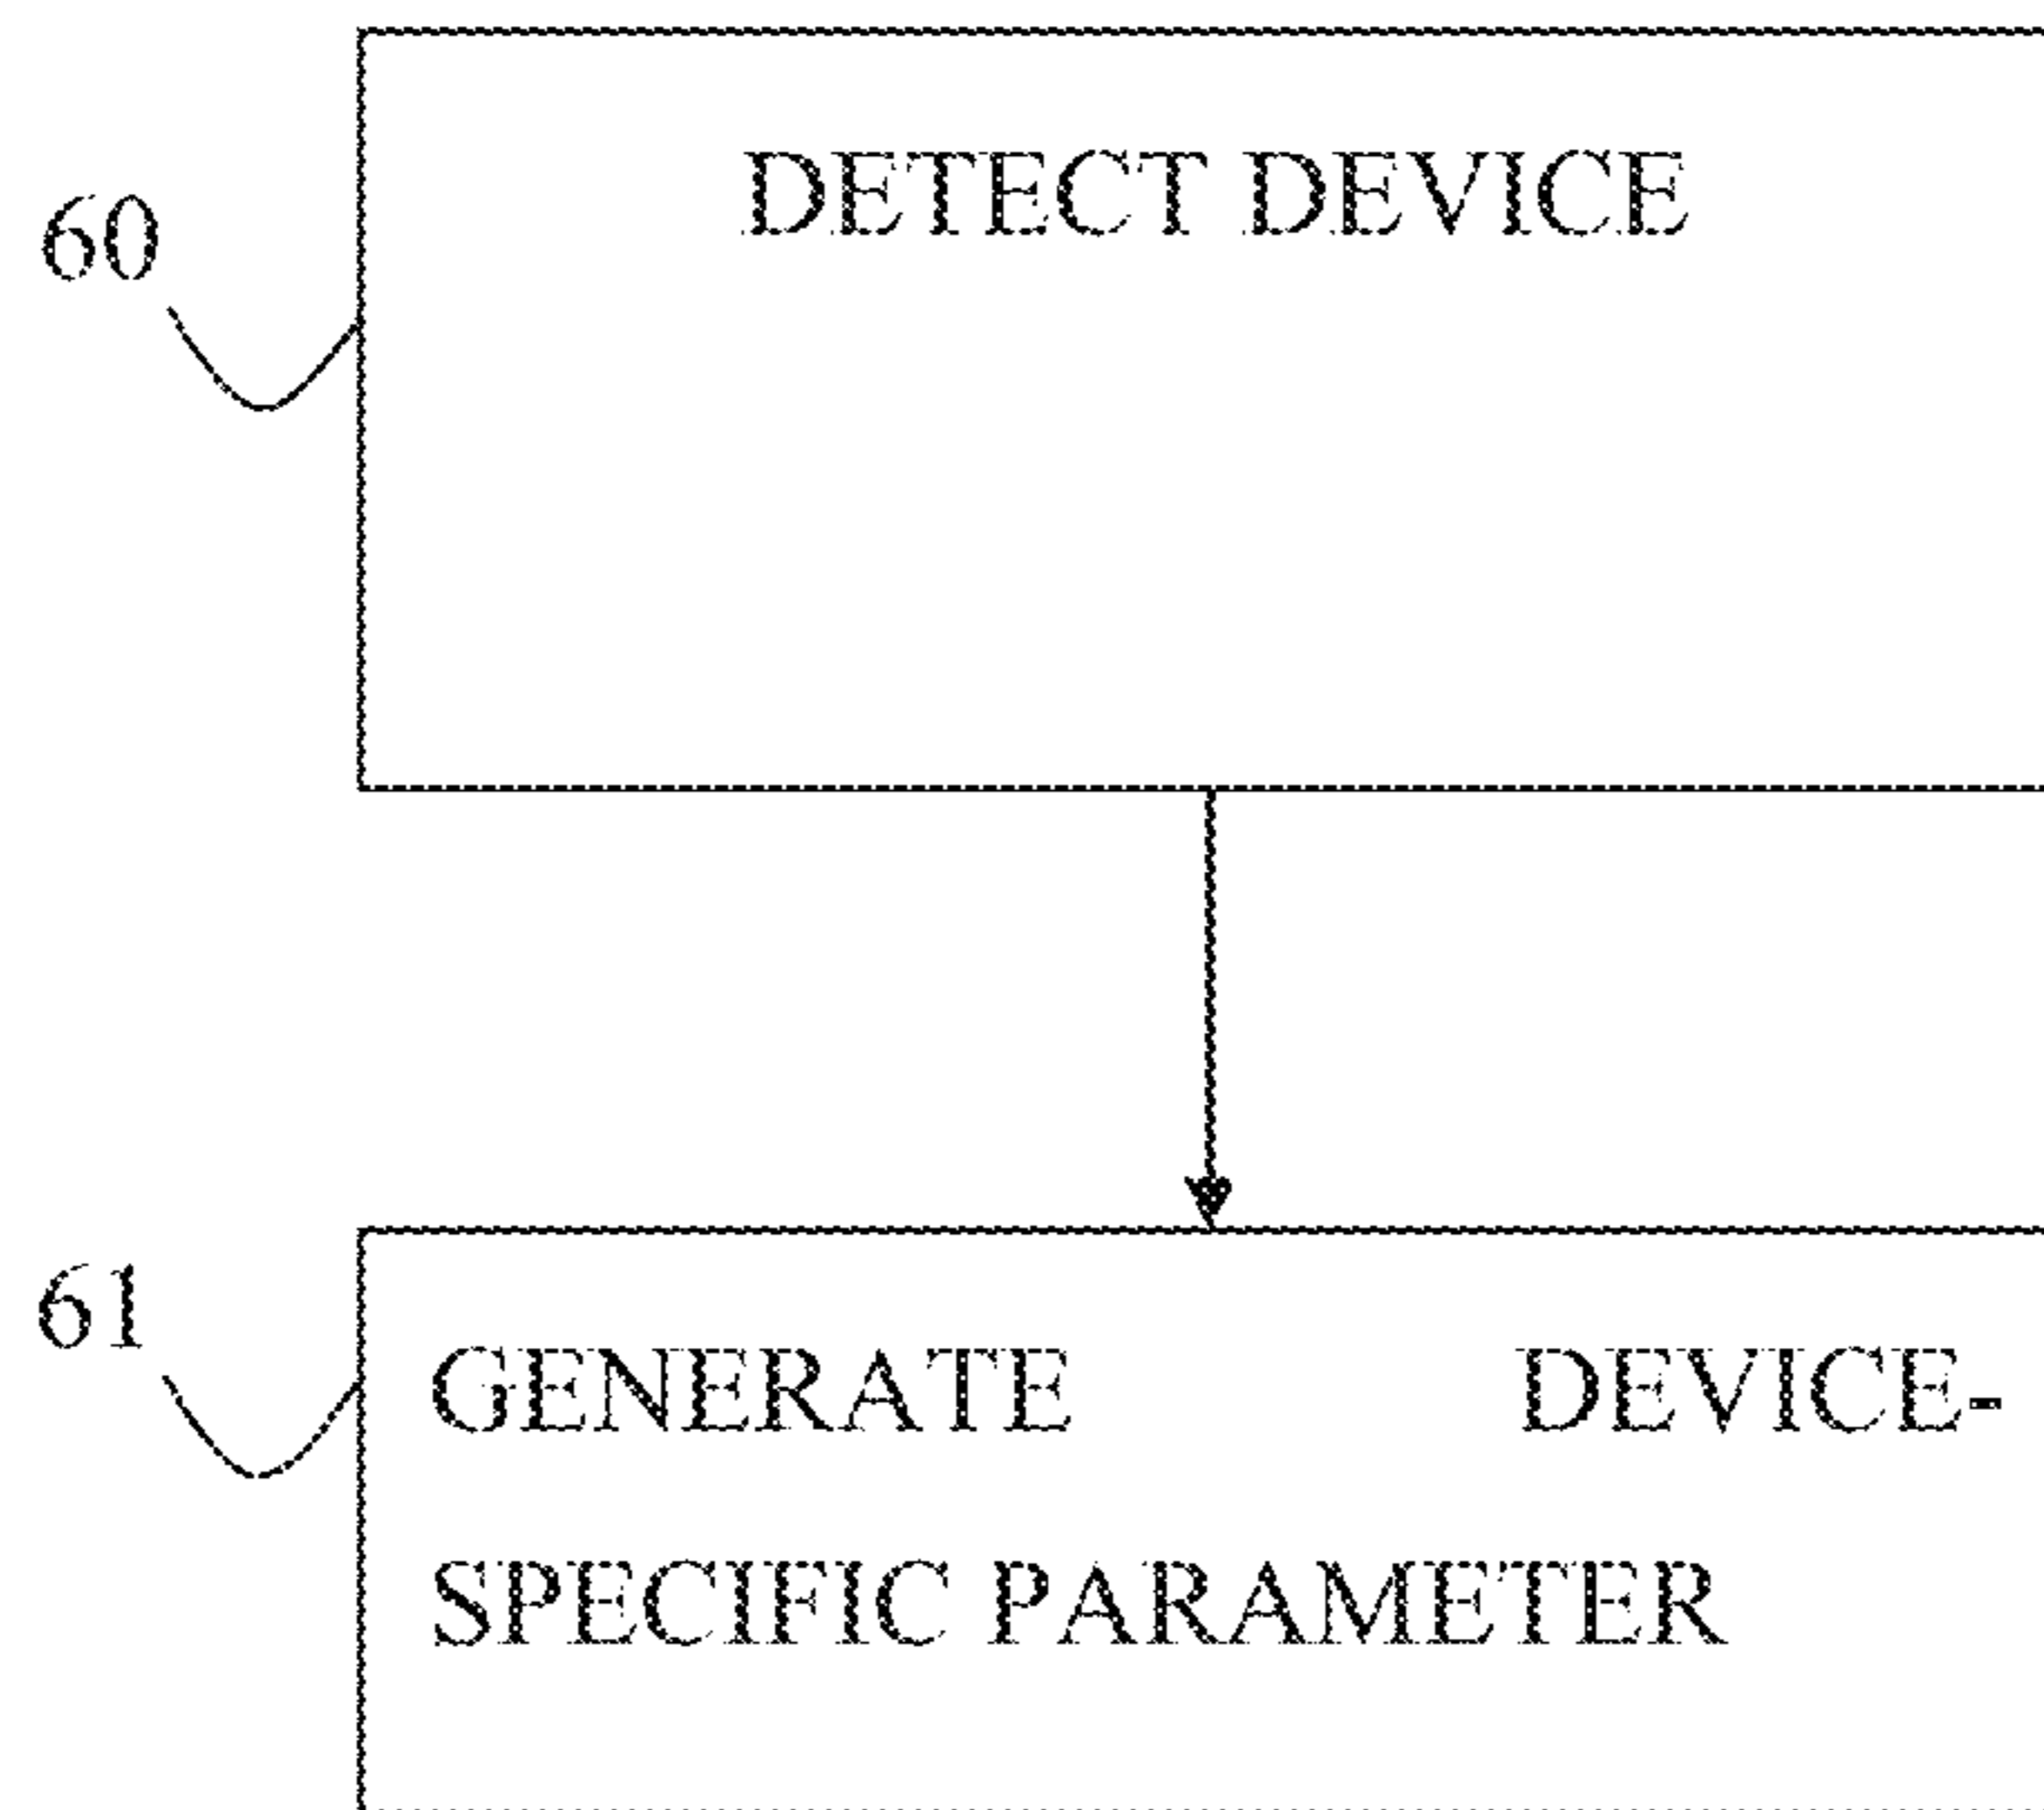 DETECT DEVICE
60
61
GENERATE DEVICE-
SPECIFIC PARAMETER